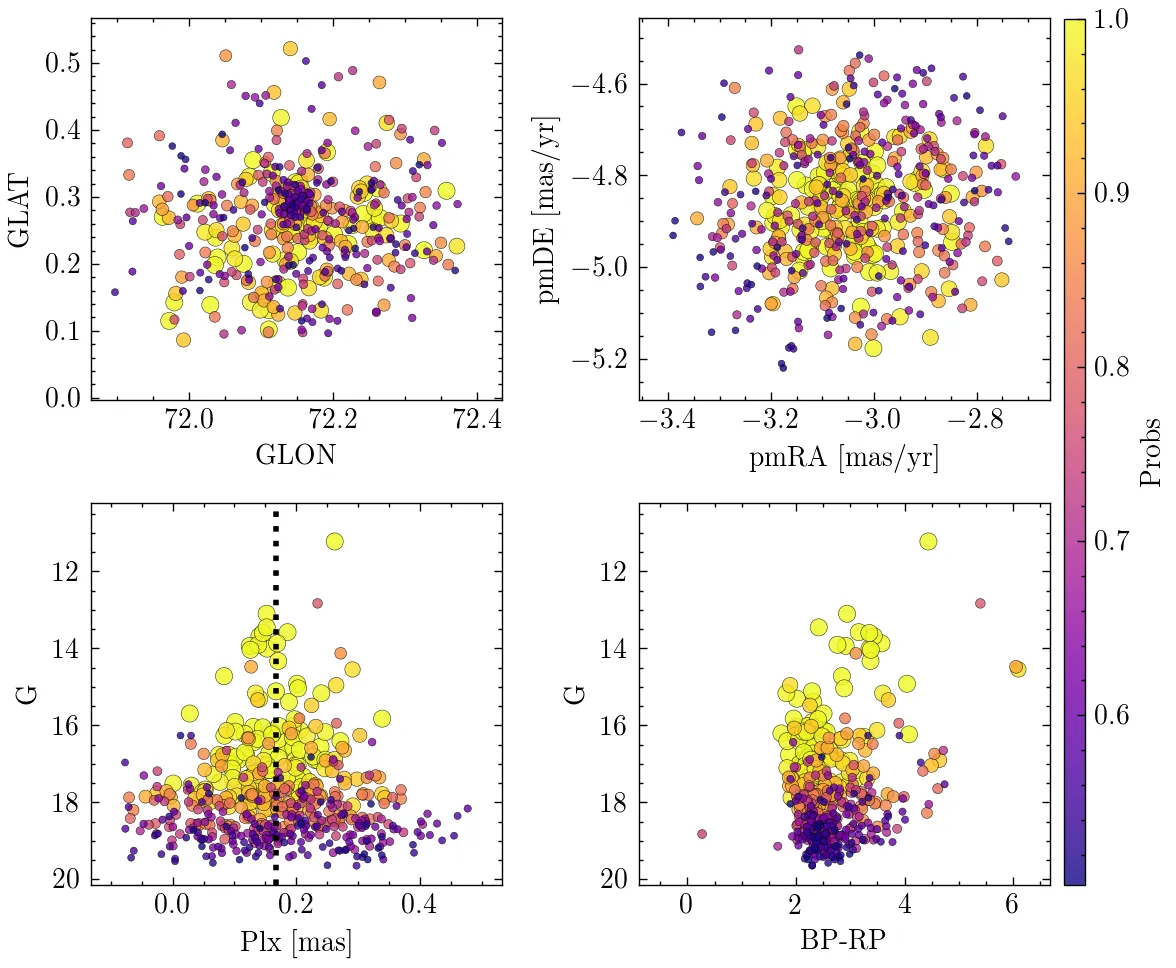 0.5
0.4
0.3
0.2
0.1
0.0
GLAT
72.0 72.2 72.4
GLON
−4.6
−4.8
−5.0
−5.2
pmDE [mas/yr]
−3.4 −3.2 −3.0 −2.8
pmRA [mas/yr]
12
14
16
18
20
G
0.0 0.2 0.4
Plx [mas]
12
14
16
18
20
G
0 2 4 6
BP-RP
1.0
0.9
0.8
0.7
0.6
Probs